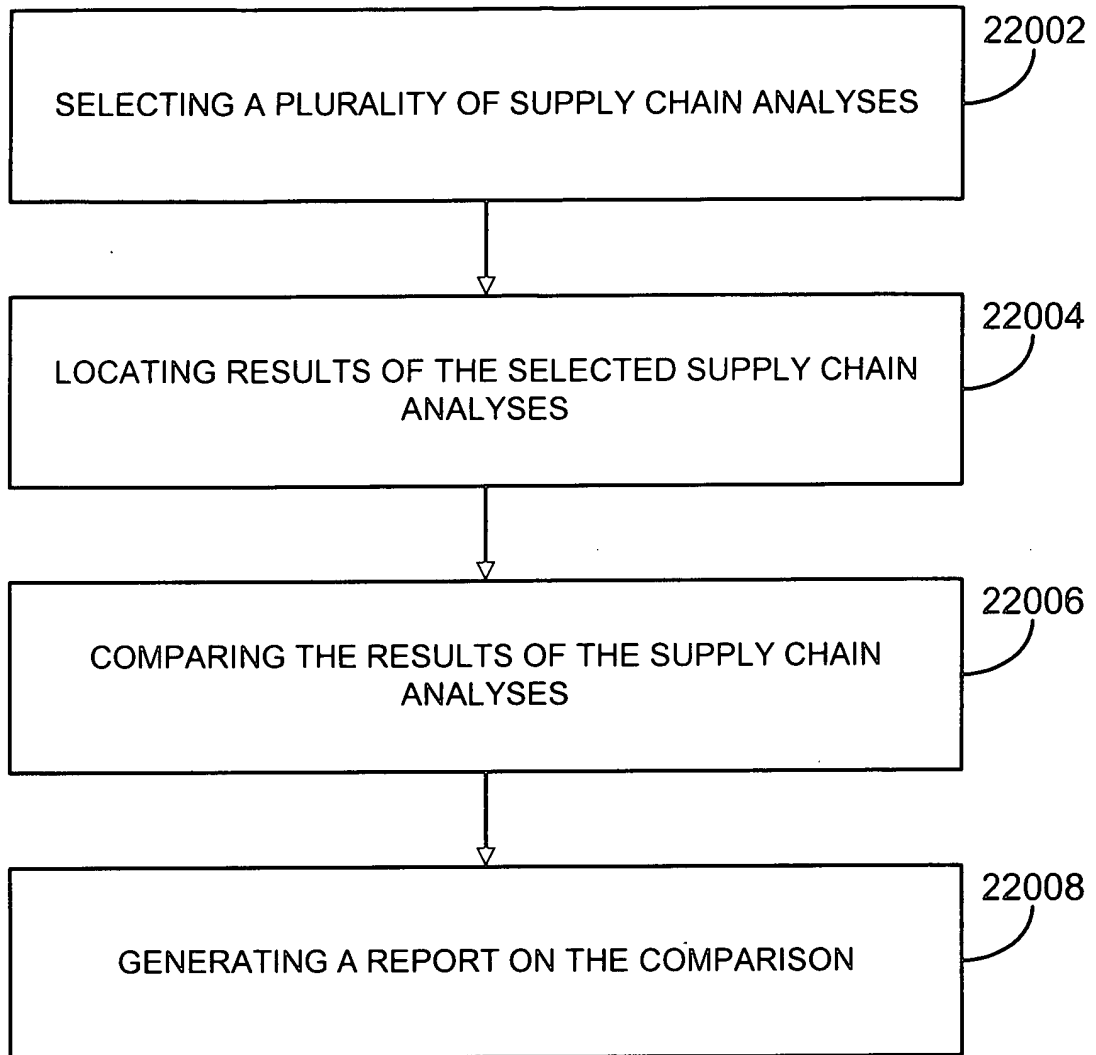 22002
SELECTING A PLURALITY OF SUPPLY CHAIN ANALYSES
22004
LOCATING RESULTS OF THE SELECTED SUPPLY CHAIN
ANALYSES
22006
COMPARING THE RESULTS OF THE SUPPLY CHAIN
ANALYSES
22008
GENERATING A REPORT ON THE COMPARISON